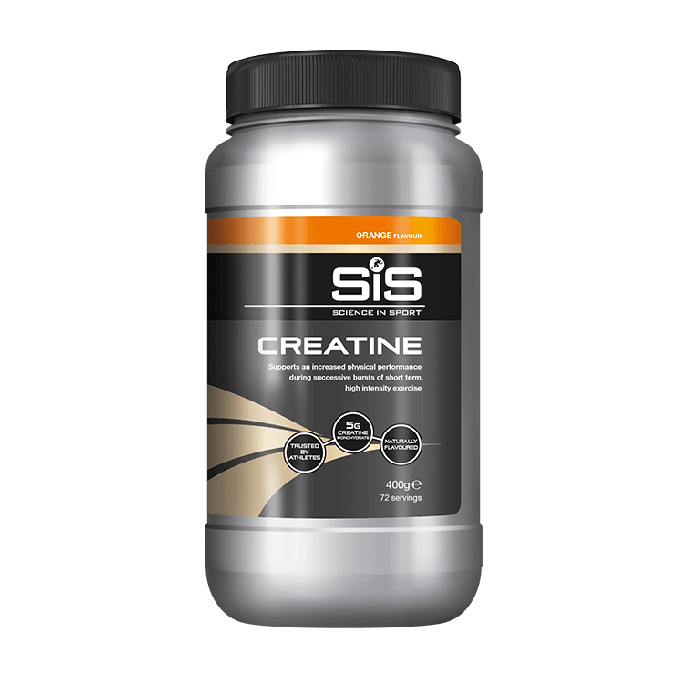 ORANGE FLAVOUR
SiS
SCIENCE IN SPORT
CREATINE
Supports an increased physical performance
during successive bursts of short term,
high intensity exercise
TRUSTED
BY
ATHLETES
5G
CREATINE
MONOHYDRATE
NATURALLY
FLAVOURED
400g℮
72 servings